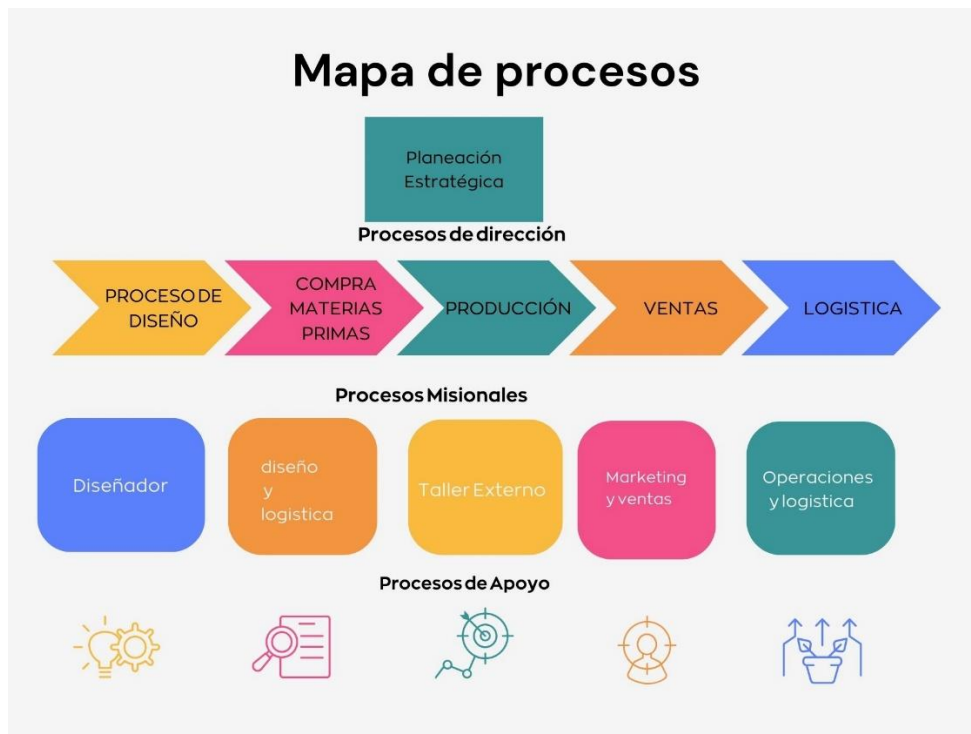 Mapa de procesos
Planeación
Estratégica
Procesos de dirección
PROCESO DE
DISEÑO
COMPRA
MATERIAS
PRIMAS
PRODUCCIÓN
VENTAS
LOGISTICA
Procesos Misionales
Diseñador
diseño
y
logistica
Taller Externo
Marketing
y ventas
Operaciones
y logistica
Procesos de Apoyo